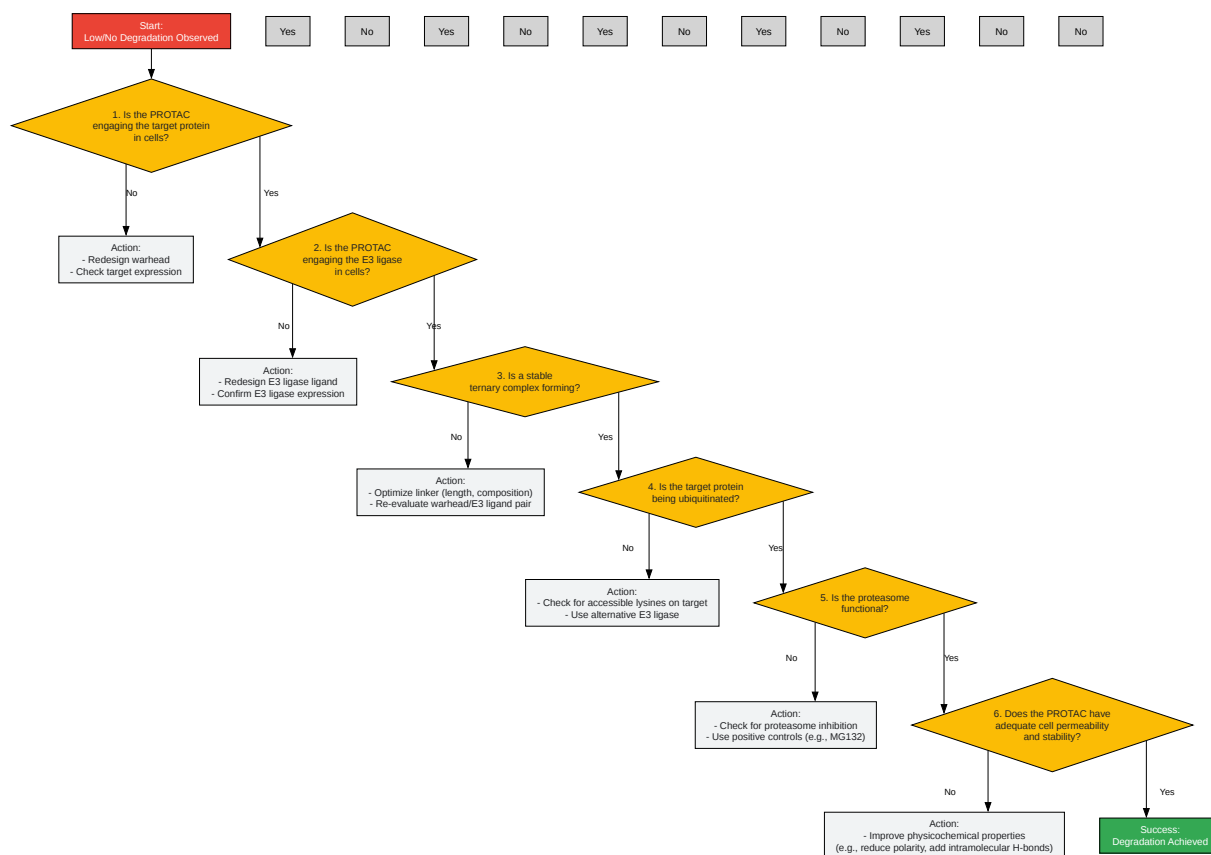 Start:
Low/No Degradation Observed
Yes
No
Yes
No
Yes
No
Yes
No
Yes
No
No
1. Is the PROTAC
engaging the target protein
in cells?
No
Yes
Action:
- Redesign warhead
- Check target expression
2. Is the PROTAC
engaging the E3 ligase
in cells?
No
Yes
Action:
- Redesign E3 ligase ligand
- Confirm E3 ligase expression
3. Is a stable
ternary complex forming?
No
Yes
Action:
- Optimize linker (length, composition)
- Re-evaluate warhead/E3 ligand pair
4. Is the target protein
being ubiquitinated?
No
Yes
Action:
- Check for accessible lysines on target
- Use alternative E3 ligase
5. Is the proteasome
functional?
No
Yes
Action:
- Check for proteasome inhibition
- Use positive controls (e.g., MG132)
6. Does the PROTAC have
adequate cell permeability
and stability?
No
Yes
Action:
- Improve physicochemical properties
(e.g., reduce polarity, add intramolecular H-bonds)
Success:
Degradation Achieved